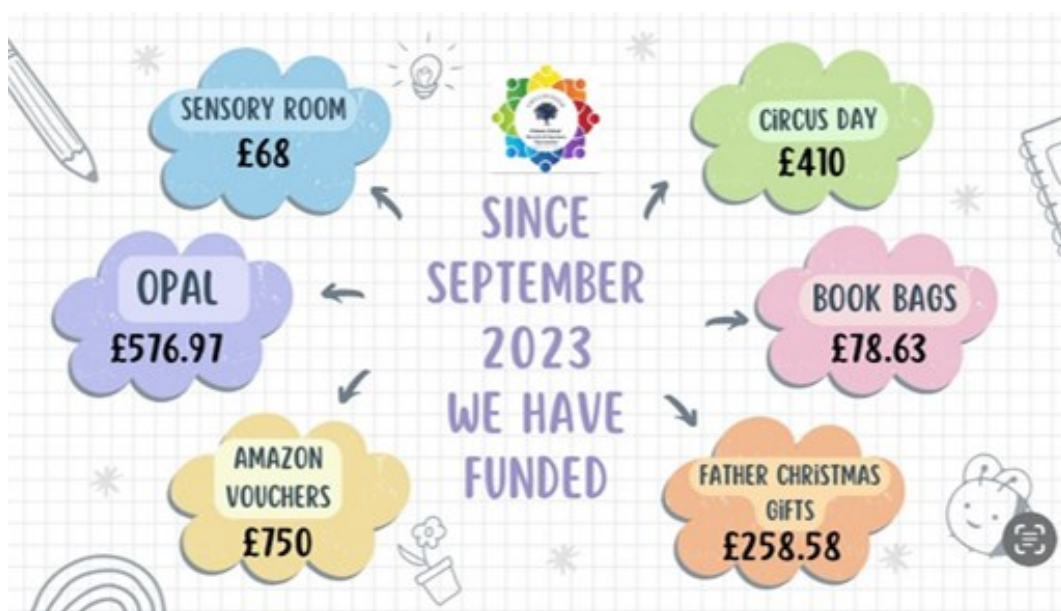 SENSORY ROOM
£68
CIRCUS DAY
£410
SINCE
SEPTEMBER
2023
WE HAVE
FUNDED
OPAL
£576.97
BOOK BAGS
£78.63
AMAZON
VOUCHERS
£750
FATHER CHRISTMAS
GIFTS
£258.58